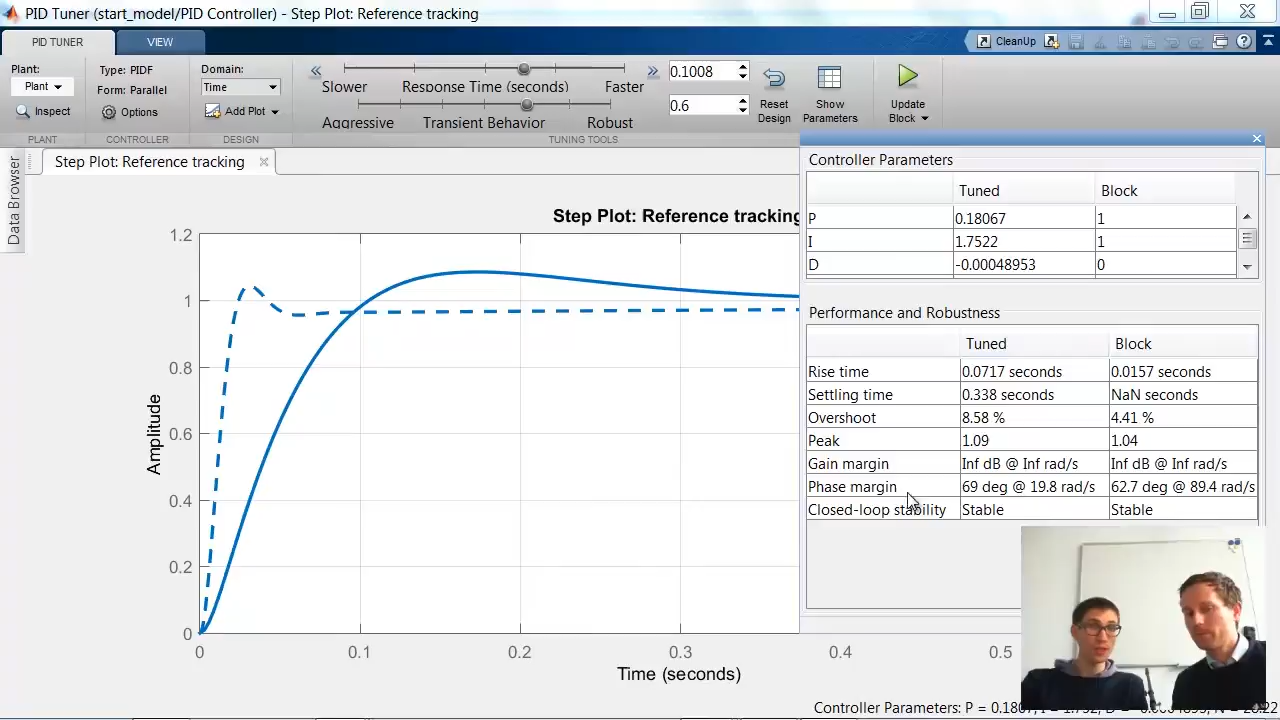 PID Tuner (start_model/PID Controller) - Step Plot: Reference tracking
PID TUNER
VIEW
CleanUp
Plant:
Plant
Inspect
PLANT
Type: PIDF
Form: Parallel
Options
CONTROLLER
Domain:
Time
Add Plot
DESIGN
Slower
Response Time (seconds)
Faster
0.1008
Aggressive
Transient Behavior
Robust
0.6
TUNING TOOLS
Reset
Design
Show
Parameters
Update
Block
Data Browser
Step Plot: Reference tracking
Step Plot: Reference tracking
Amplitude
1.2
1
0.8
0.6
0.4
0.2
0
0 0.1 0.2 0.3 0.4 0.5
Time (seconds)
Controller Parameters
Tuned Block
P 0.18067 1
I 1.7522 1
D -0.00048953 0
Performance and Robustness
Tuned Block
Rise time 0.0717 seconds 0.0157 seconds
Settling time 0.338 seconds NaN seconds
Overshoot 8.58 % 4.41 %
Peak 1.09 1.04
Gain margin Inf dB @ Inf rad/s Inf dB @ Inf rad/s
Phase margin 69 deg @ 19.8 rad/s 62.7 deg @ 89.4 rad/s
Closed-loop stability Stable Stable
Controller Parameters: P = 0.1807,